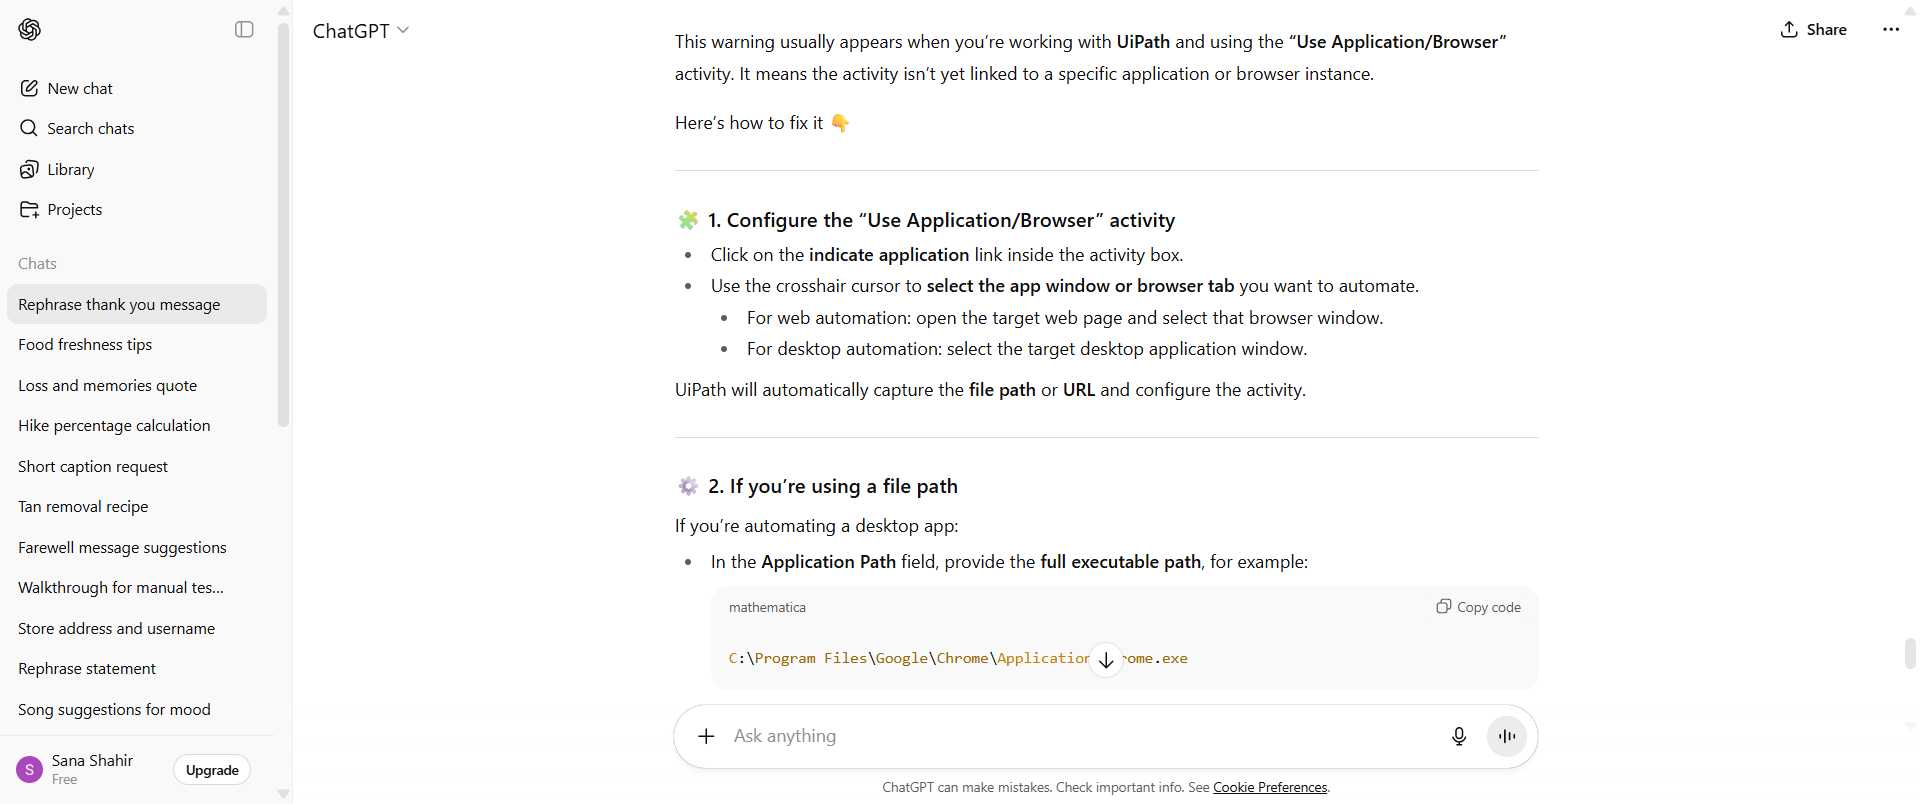 New chat
Search chats
Library
Projects
Chats
Rephrase thank you message
Food freshness tips
Loss and memories quote
Hike percentage calculation
Short caption request
Tan removal recipe
Farewell message suggestions
Walkthrough for manual tes...
Store address and username
Rephrase statement
Song suggestions for mood
S
Sana Shahir
Free
Upgrade
ChatGPT
Share
This warning usually appears when you’re working with UiPath and using the “Use Application/Browser”
activity. It means the activity isn’t yet linked to a specific application or browser instance.
Here’s how to fix it 👇
🧩 1. Configure the “Use Application/Browser” activity
• Click on the indicate application link inside the activity box.
• Use the crosshair cursor to select the app window or browser tab you want to automate.
• For web automation: open the target web page and select that browser window.
• For desktop automation: select the target desktop application window.
UiPath will automatically capture the file path or URL and configure the activity.
⚙️ 2. If you’re using a file path
If you’re automating a desktop app:
• In the Application Path field, provide the full executable path, for example:
mathematica
Copy code
C:\Program Files\Google\Chrome\Application rome.exe
Ask anything
ChatGPT can make mistakes. Check important info. See Cookie Preferences.